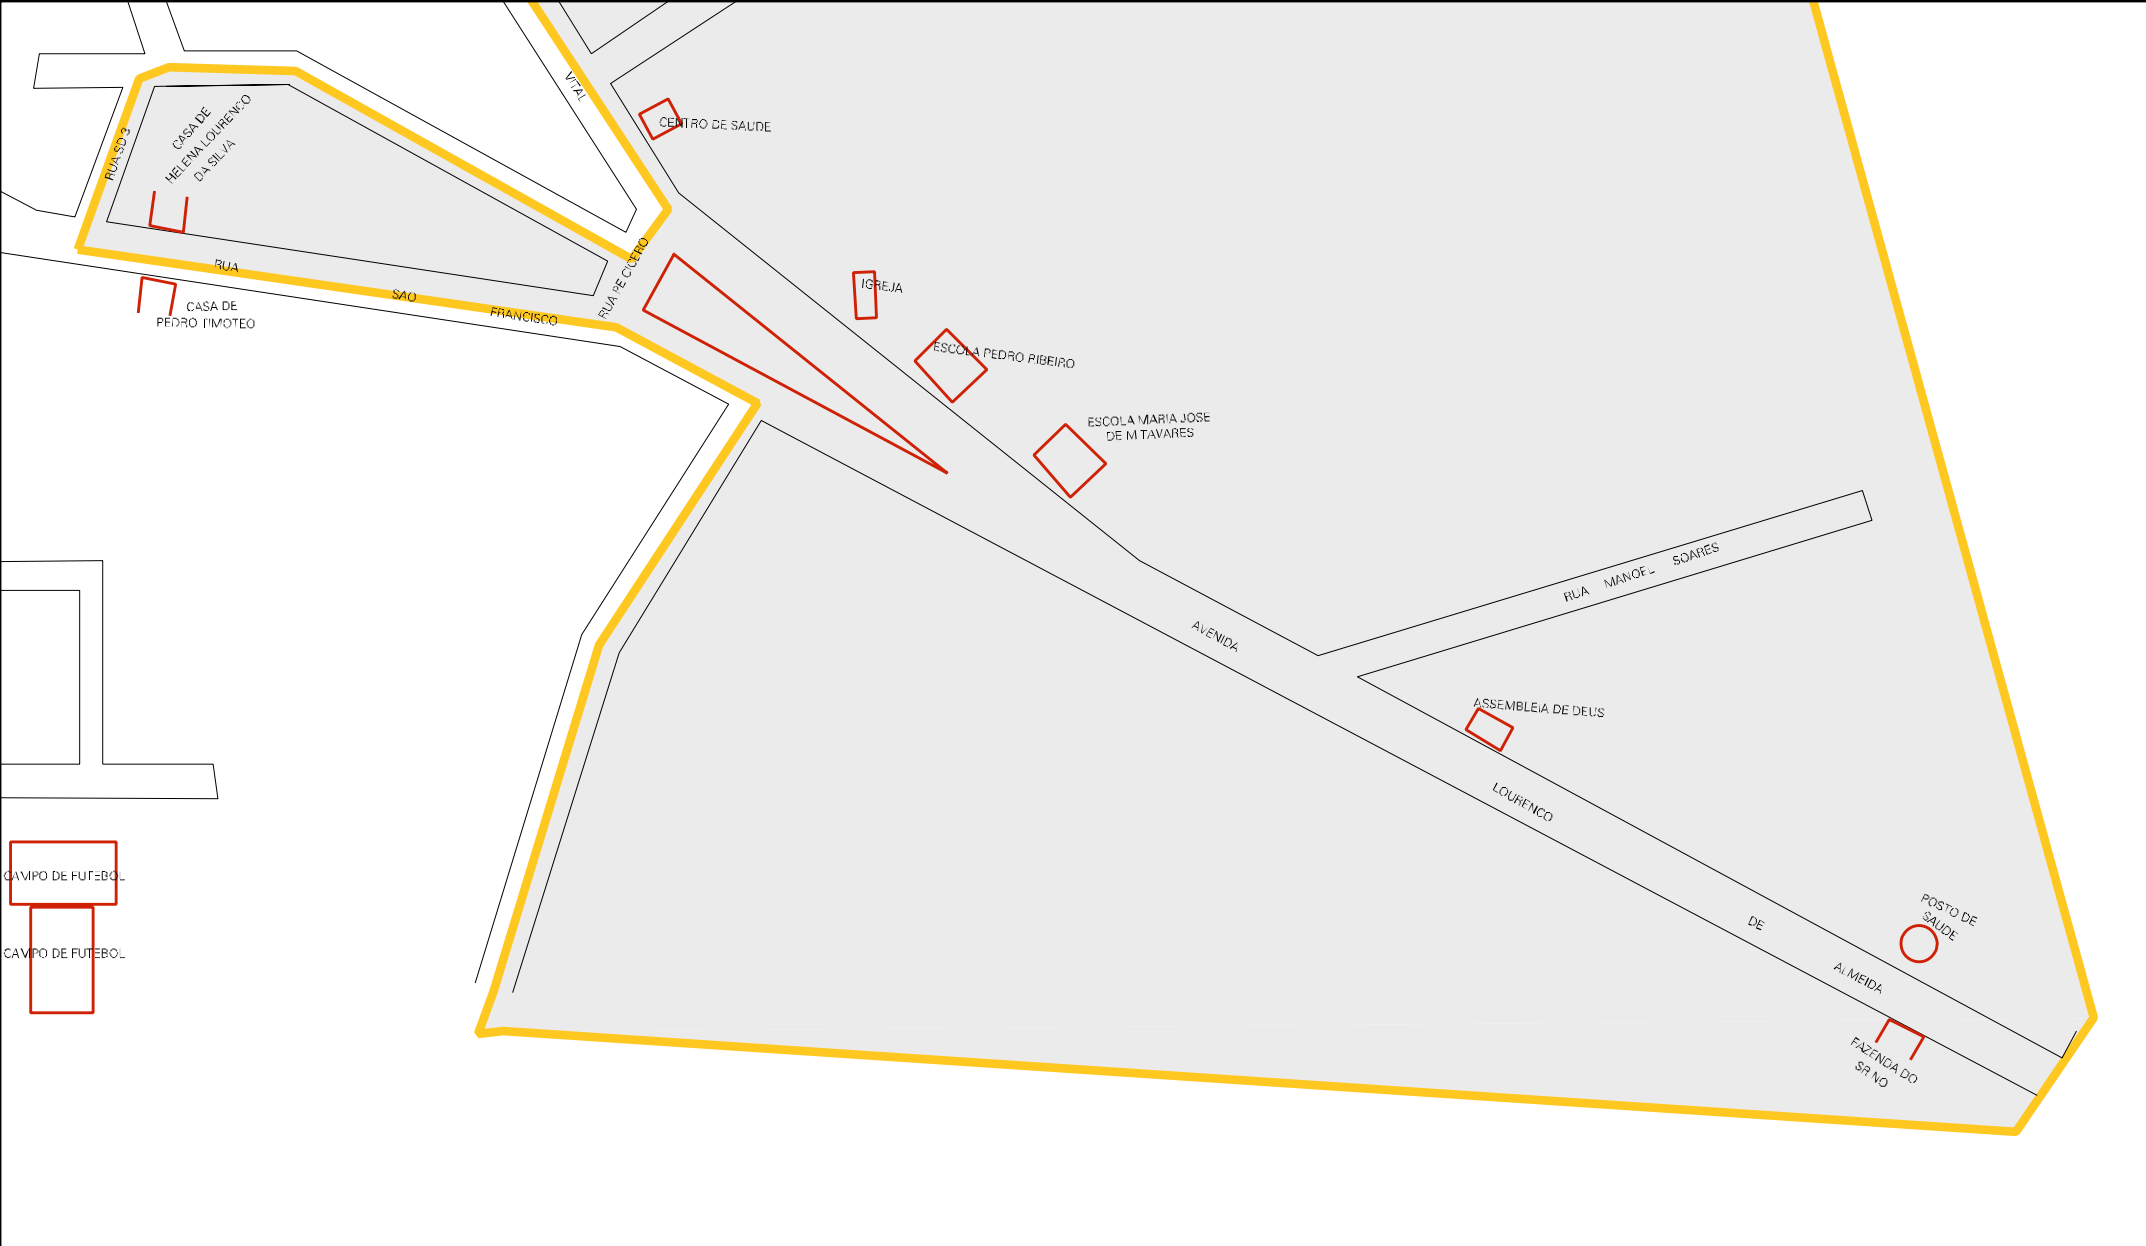 VITAL
CENTRO DE SAUDE
CASA DE
HELENA LOURENCO
DA SILVA
RUA SD 3
RUA
SAO
FRANCISCO
RUA PE CICERO
CASA DE
PEDRO TIMOTEO
IGREJA
ESCOLA PEDRO RIBEIRO
ESCOLA MARIA JOSE
DE M TAVARES
RUA MANOEL SOARES
AVENIDA
LOURENCO
DE
ALMEIDA
ASSEMBLEIA DE DEUS
CAMPO DE FUTEBOL
CAMPO DE FUTEBOL
POSTO DE
SAUDE
FAZENDA DO
SR NO